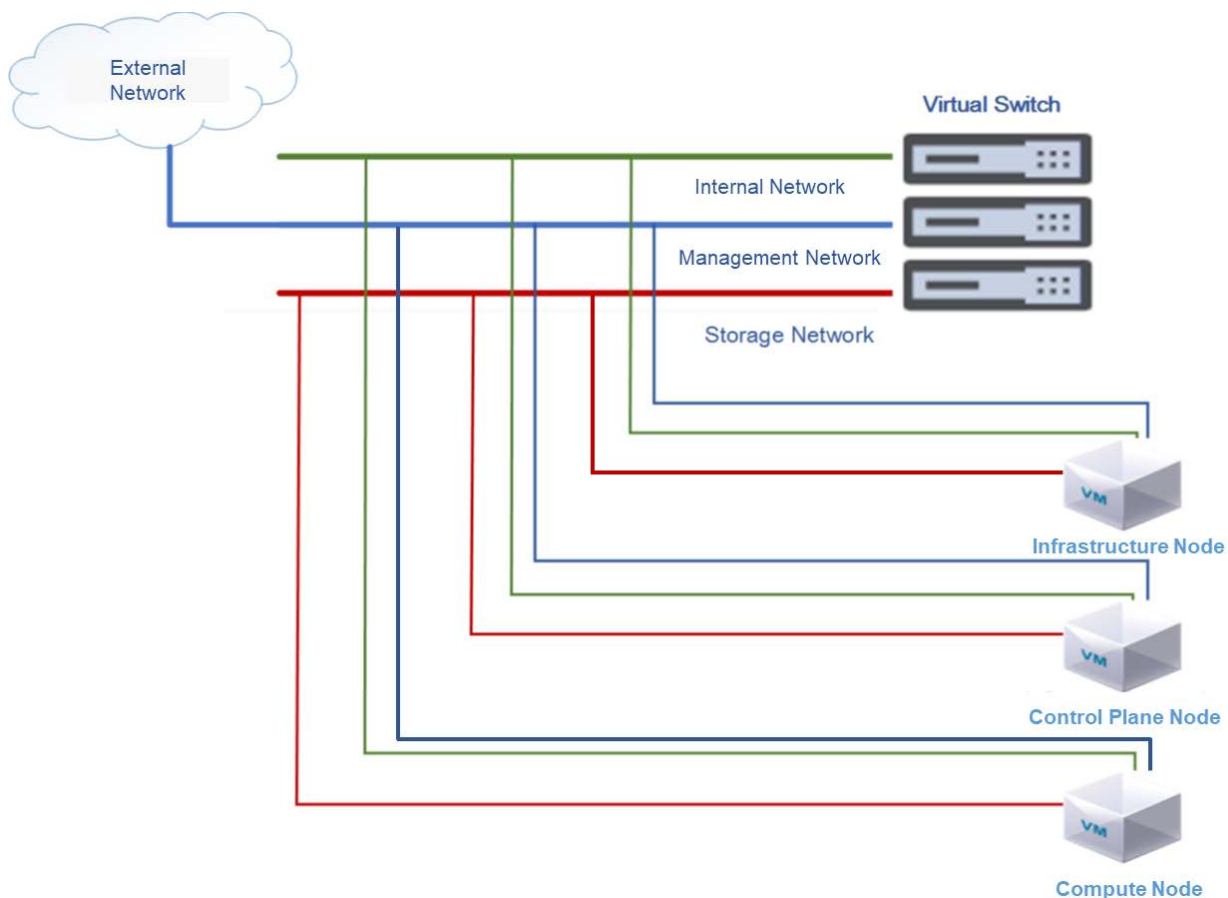 External
Network
Virtual Switch
Internal Network
Management Network
Storage Network
VM
Infrastructure Node
VM
Control Plane Node
VM
Compute Node